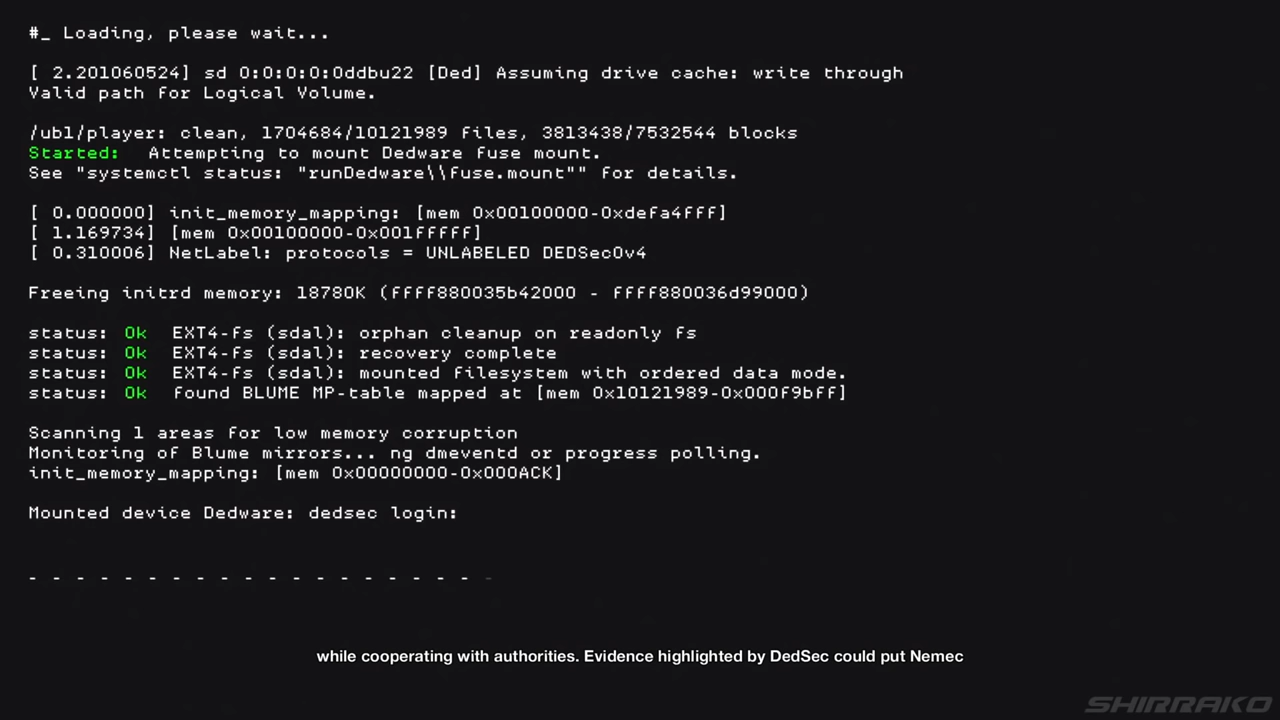 #_ Loading, please wait...
[ 2.201060524] sd 0:0:0:0:0ddbu22 [Ded] Assuming drive cache: write through
Valid path for Logical Volume.
/ubl/player: clean, 1704684/10121989 files, 3813438/7532544 blocks
Started: Attempting to mount Dedware Fuse mount.
See "systemctl status: "runDedware\\fuse.mount"" for details.
[ 0.000000] init_memory_mapping: [mem 0x00100000-0xdefa4fff]
[ 1.169734] [mem 0x00100000-0x001fffff]
[ 0.310006] NetLabel: protocols = UNLABELED DEDSec0v4
Freeing initrd memory: 18780K (ffff880035b42000 - ffff880036d99000)
status: Ok EXT4-fs (sdal): orphan cleanup on readonly fs
status: Ok EXT4-fs (sdal): recovery complete
status: Ok EXT4-fs (sdal): mounted filesystem with ordered data mode.
status: Ok found BLUME MP-table mapped at [mem 0x10121989-0x000f9bff]
Scanning 1 areas for low memory corruption
Monitoring of Blume mirrors... ng dmeventd or progress polling.
init_memory_mapping: [mem 0x00000000-0x000ACK]
Mounted device Dedware: dedsec login:
- - - - - - - - - - - - - - - - - - - -
while cooperating with authorities. Evidence highlighted by DedSec could put Nemec
SHIRRAKO